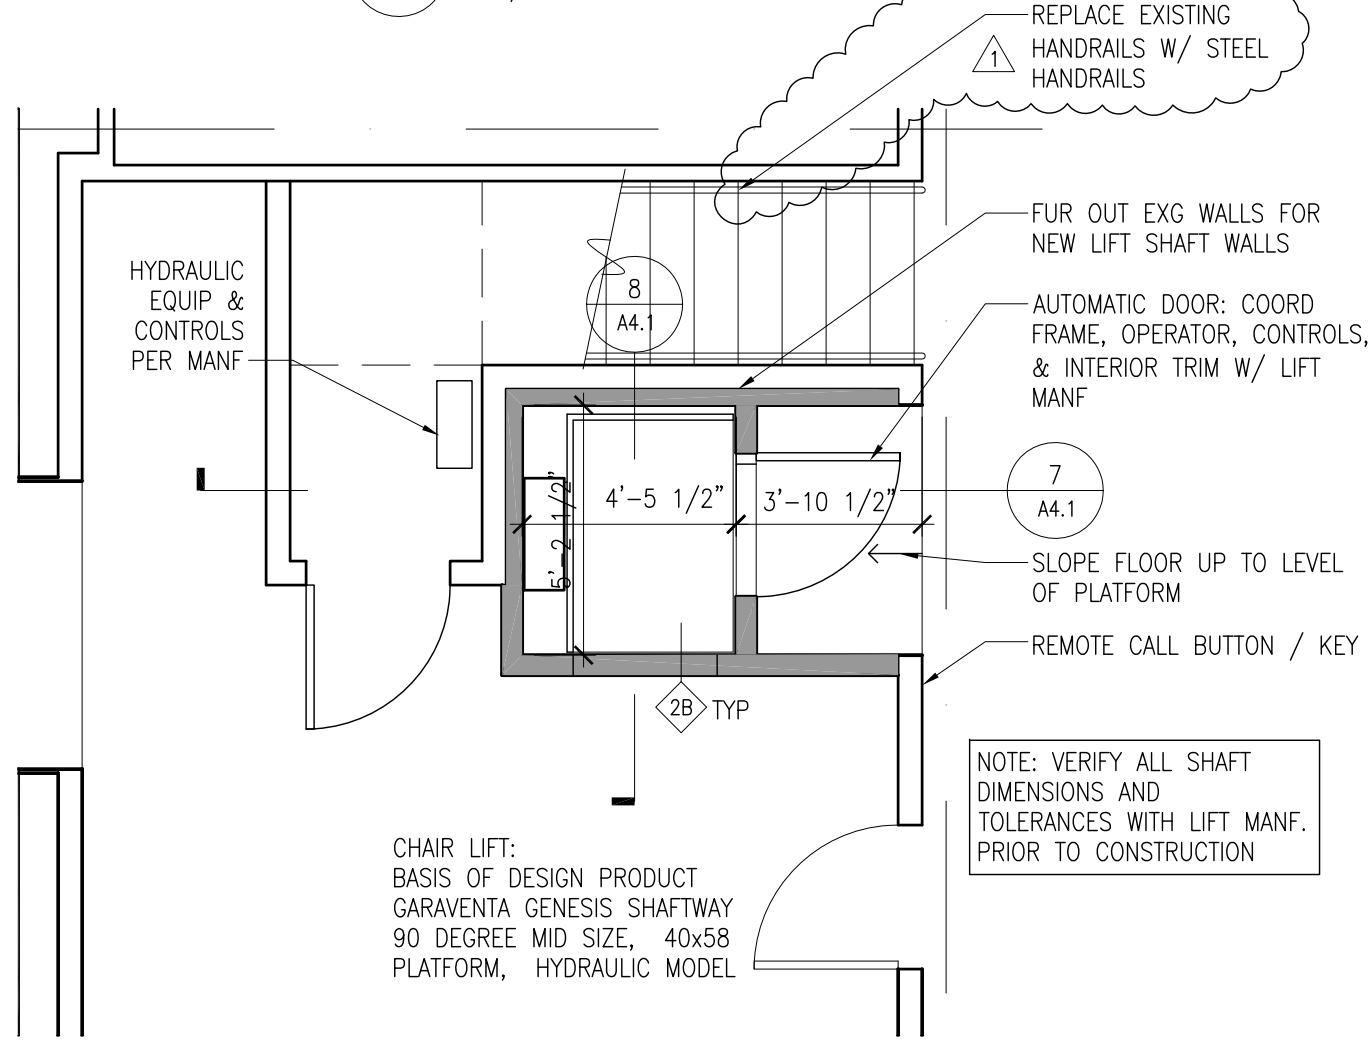 REPLACE EXISTING
1 HANDRAILS W/ STEEL
HANDRAILS
FUR OUT EXG WALLS FOR
NEW LIFT SHAFT WALLS
HYDRAULIC
EQUIP &
CONTROLS
PER MANF
8
A4.1
AUTOMATIC DOOR: COORD
FRAME, OPERATOR, CONTROLS,
& INTERIOR TRIM W/ LIFT
MANF
5'-2 1/2"
4'-5 1/2"
3'-10 1/2"
7
A4.1
SLOPE FLOOR UP TO LEVEL
OF PLATFORM
REMOTE CALL BUTTON / KEY
2B TYP
NOTE: VERIFY ALL SHAFT
DIMENSIONS AND
TOLERANCES WITH LIFT MANF.
PRIOR TO CONSTRUCTION
CHAIR LIFT:
BASIS OF DESIGN PRODUCT
GARAVENTA GENESIS SHAFTWAY
90 DEGREE MID SIZE, 40x58
PLATFORM, HYDRAULIC MODEL